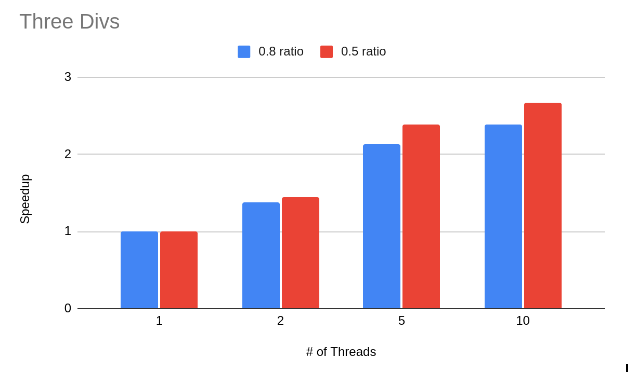 Three Divs
0.8 ratio 0.5 ratio
3
2
1
0
Speedup
1 2 5 10
# of Threads